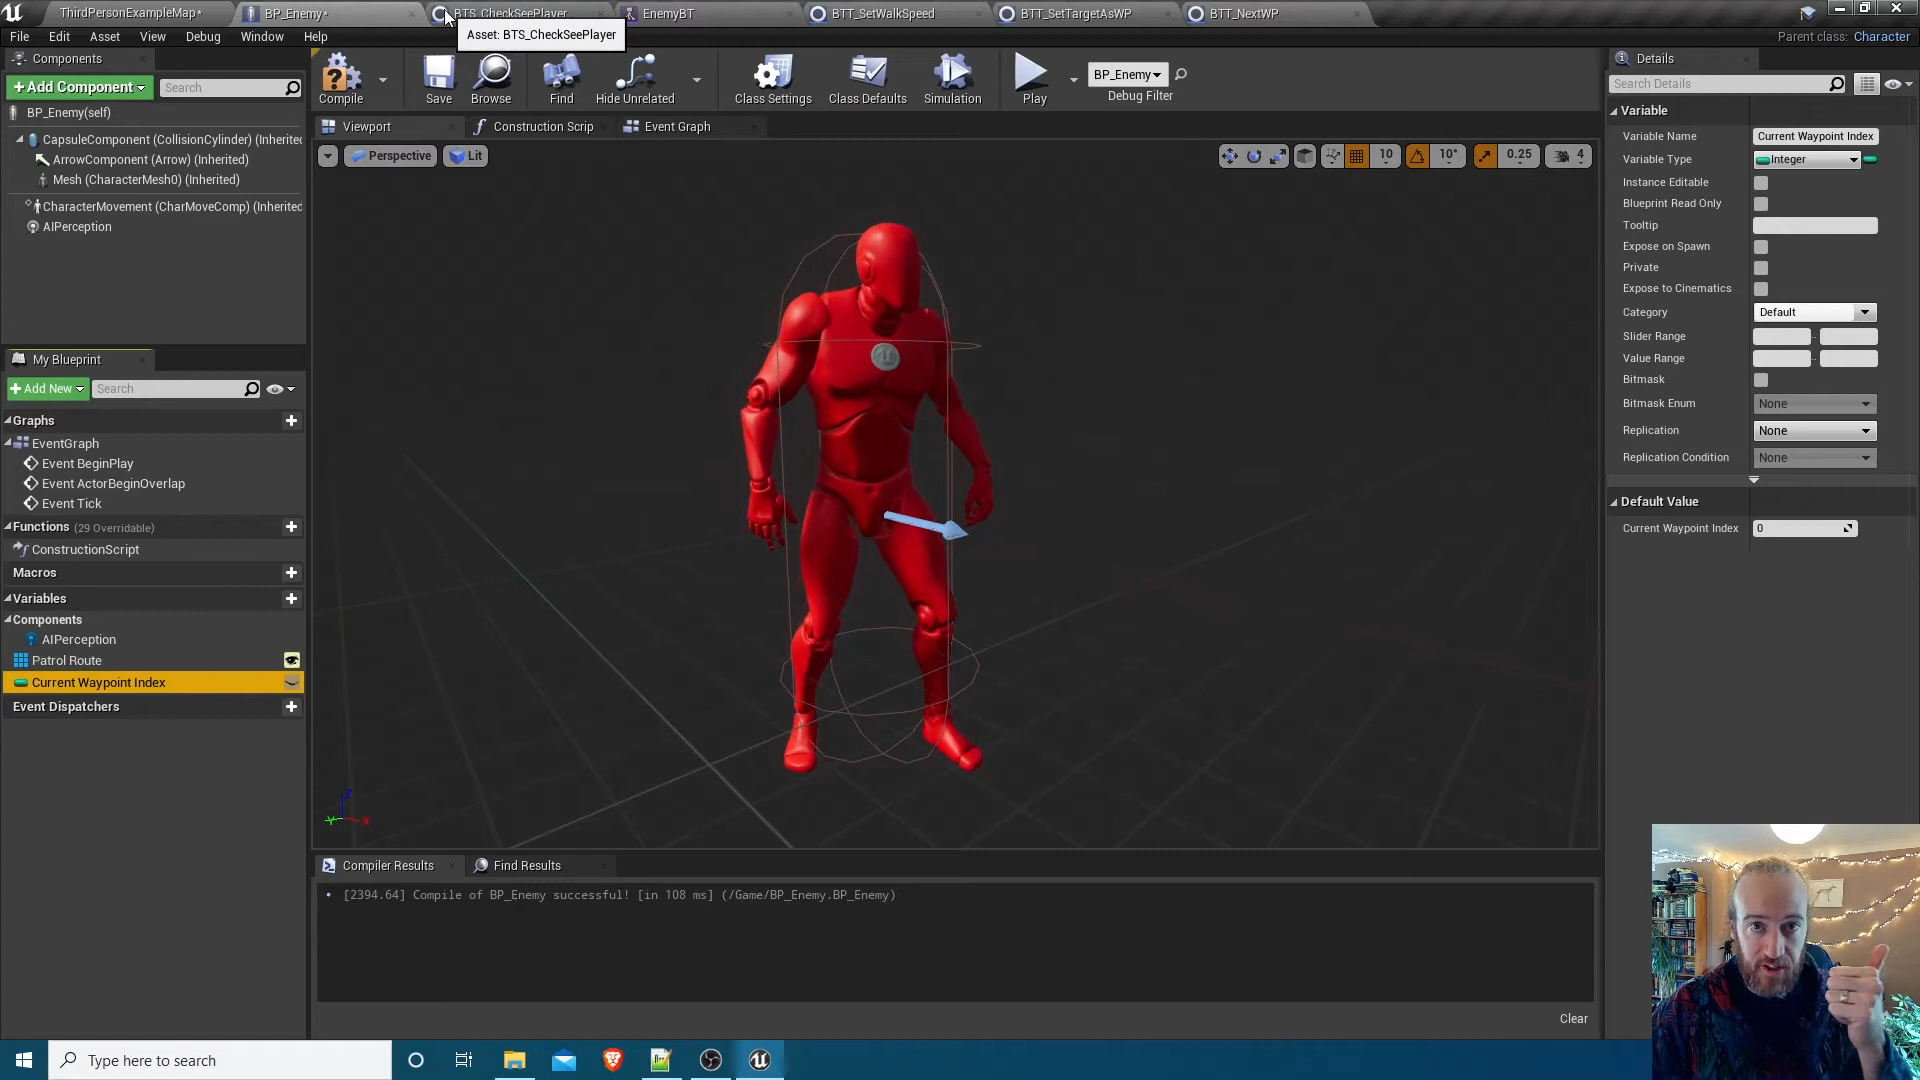 ThirdPersonExampleMap*
BP_Enemy*
BTS_CheckSeePlayer
EnemyBT
BTT_SetWalkSpeed
BTT_SetTargetAsWP
BTT_NextWP
Asset: BTS_CheckSeePlayer
File Edit Asset View Debug Window Help
Parent class: Character
Components
+Add Component
Search
BP_Enemy(self)
CapsuleComponent (CollisionCylinder) (Inherited
ArrowComponent (Arrow) (Inherited)
Mesh (CharacterMesh0) (Inherited)
CharacterMovement (CharMoveComp) (Inherited
AIPerception
My Blueprint
+Add New
Search
Graphs
EventGraph
Event BeginPlay
Event ActorBeginOverlap
Event Tick
Functions (29 Overridable)
ConstructionScript
Macros
Variables
Components
AIPerception
Patrol Route
Current Waypoint Index
Event Dispatchers
Compile
Save
Browse
Find
Hide Unrelated
Class Settings
Class Defaults
Simulation
Play
BP_Enemy
Debug Filter
Viewport
Construction Scrip
Event Graph
Perspective
Lit
10
10°
0.25
4
Z
Y
X
Compiler Results
Find Results
• [2394.64] Compile of BP_Enemy successful! [in 108 ms] (/Game/BP_Enemy.BP_Enemy)
Clear
Details
Search Details
Variable
Variable Name Current Waypoint Index
Variable Type Integer
Instance Editable
Blueprint Read Only
Tooltip
Expose on Spawn
Private
Expose to Cinematics
Category Default
Slider Range
Value Range
Bitmask
Bitmask Enum None
Replication None
Replication Condition None
Default Value
Current Waypoint Index 0
Type here to search